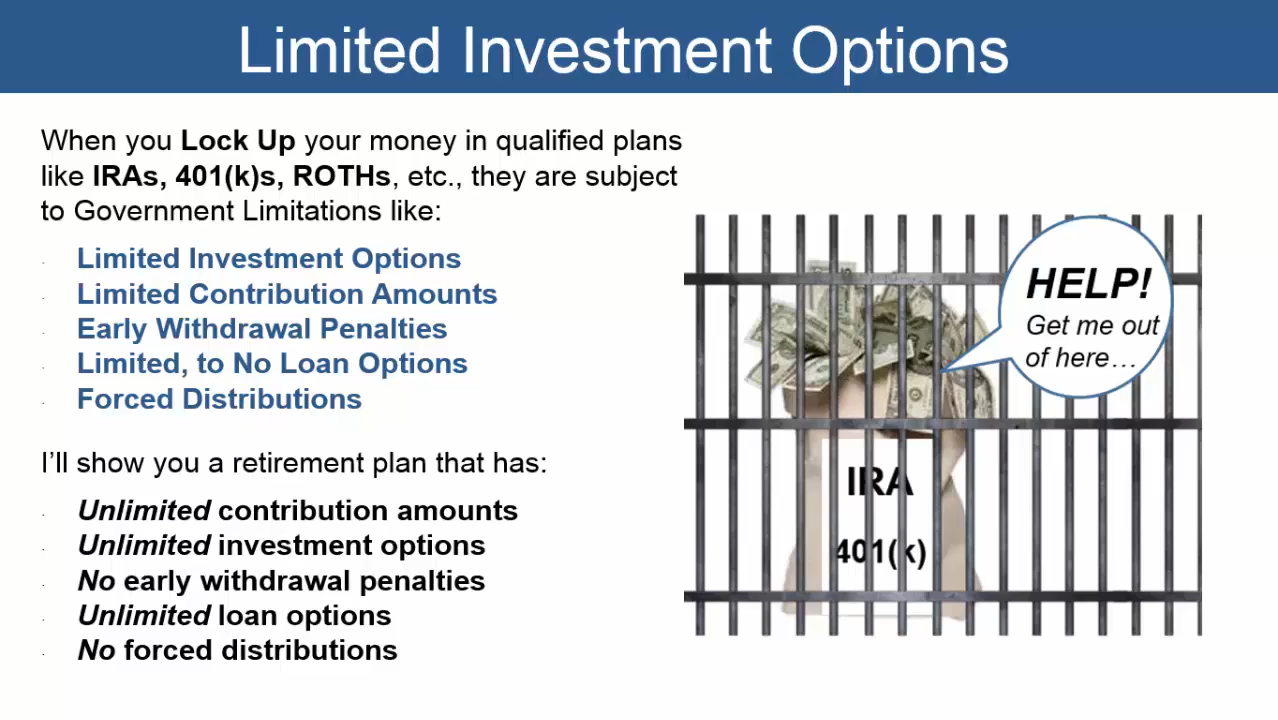 Limited Investment Options
When you Lock Up your money in qualified plans
like IRAs, 401(k)s, ROTHs, etc., they are subject
to Government Limitations like:
Limited Investment Options
Limited Contribution Amounts
Early Withdrawal Penalties
Limited, to No Loan Options
Forced Distributions
I'll show you a retirement plan that has:
Unlimited contribution amounts
Unlimited investment options
No early withdrawal penalties
Unlimited loan options
No forced distributions
HELP!
Get me out
of here…
IRA
401(k)